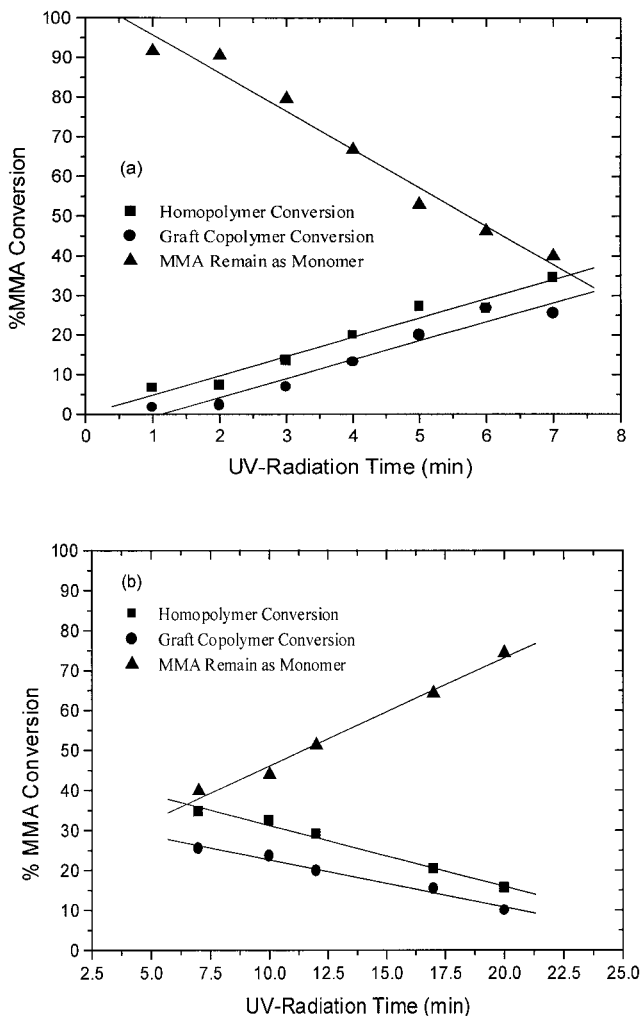 100
90
80
70
60
50
40
30
20
10
0
%MMA Conversion
(a)
Homopolymer Conversion
Graft Copolymer Conversion
MMA Remain as Monomer
0 1 2 3 4 5 6 7 8
UV-Radiation Time (min)
100
90
80
70
60
50
40
30
20
10
0
% MMA Conversion
(b)
Homopolymer Conversion
Graft Copolymer Conversion
MMA Remain as Monomer
2.5 5.0 7.5 10.0 12.5 15.0 17.5 20.0 22.5 25.0
UV-Radiation Time (min)